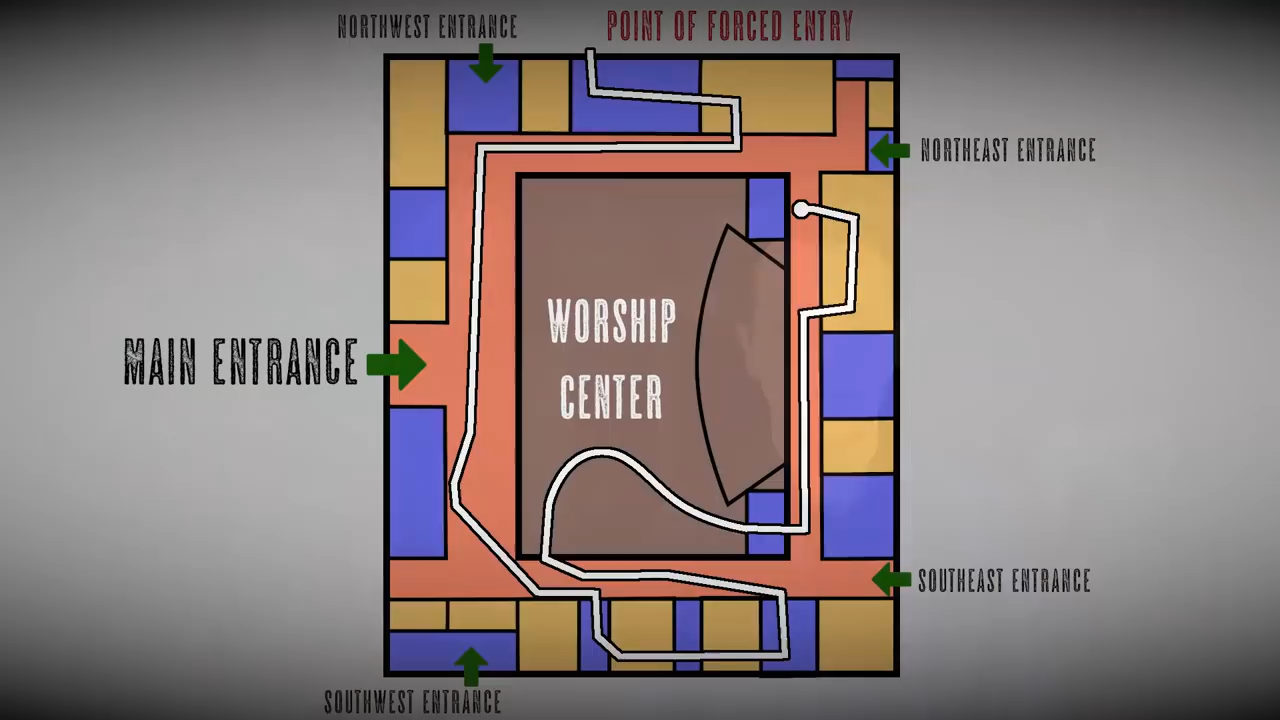 NORTHWEST ENTRANCE
POINT OF FORCED ENTRY
NORTHEAST ENTRANCE
WORSHIP
CENTER
MAIN ENTRANCE
SOUTHEAST ENTRANCE
SOUTHWEST ENTRANCE